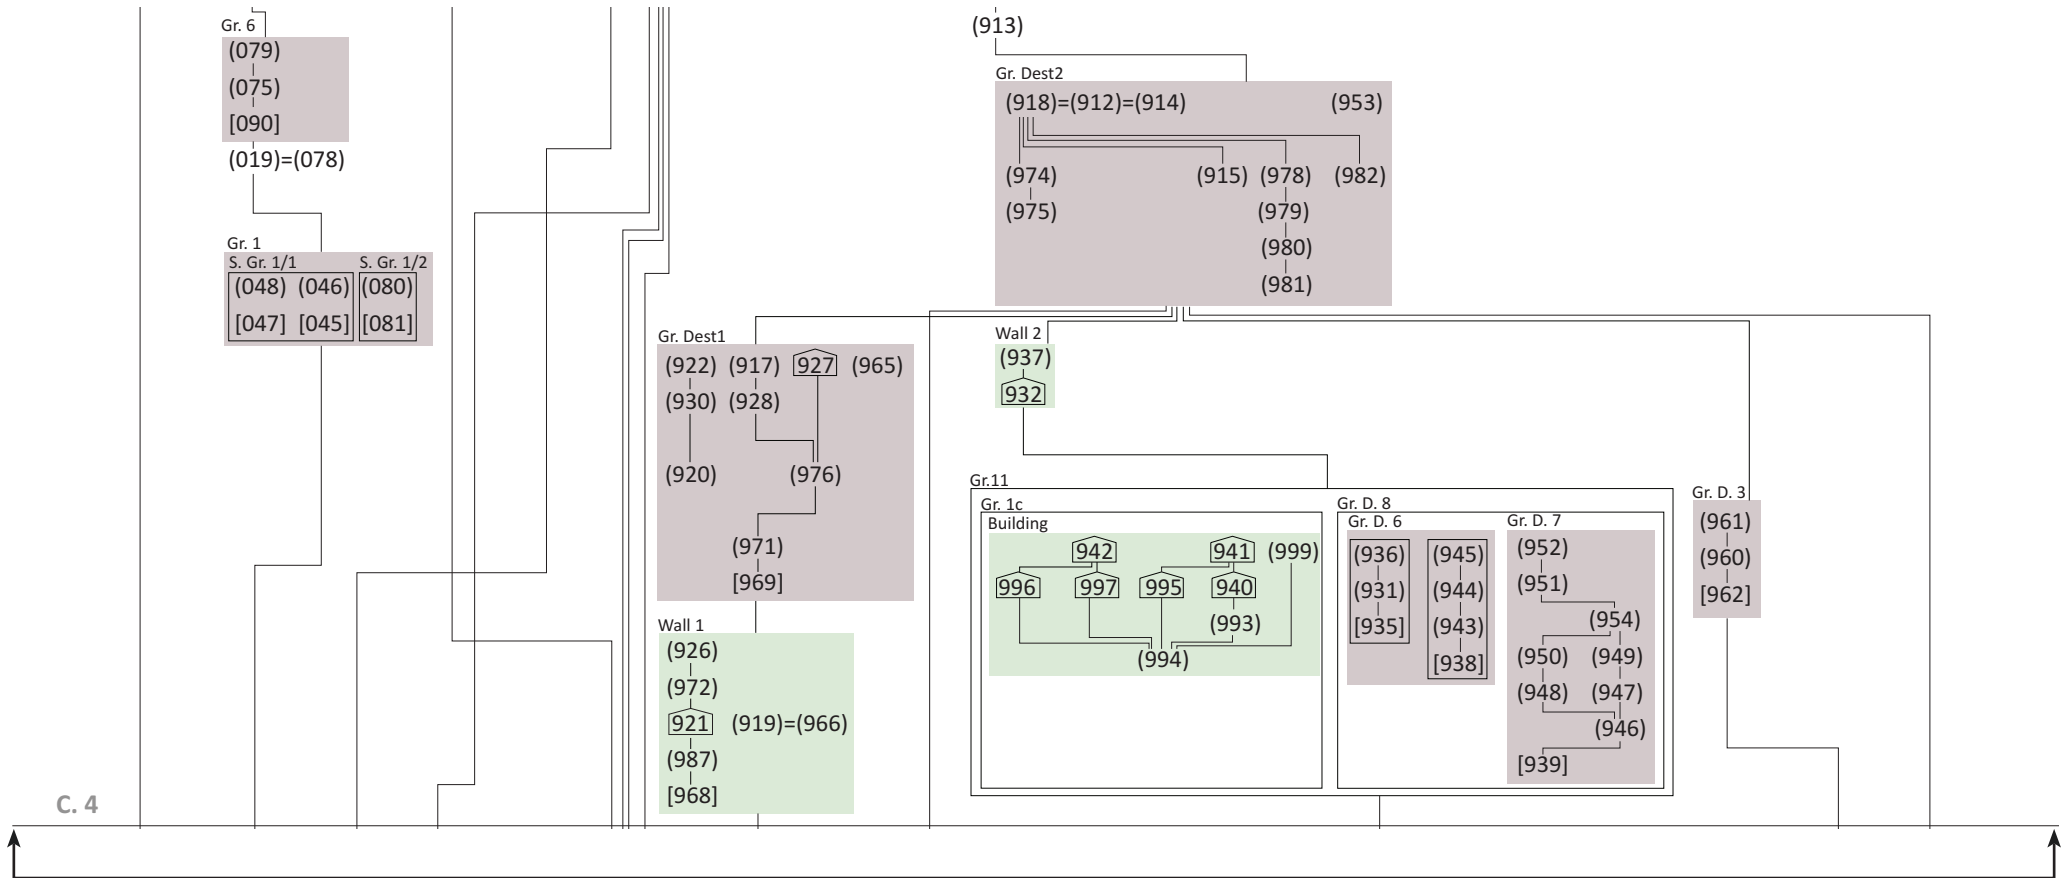 Gr. 6
(079)
(075)
[090]
(019)=(078)
Gr. 1
S. Gr. 1/1 S. Gr. 1/2
(048) (046) (080)
[047] [045] [081]
(913)
Gr. Dest2
(918)=(912)=(914) (953)
(974) (915) (978) (982)
(975) (979)
(980)
(981)
Gr. Dest1
(922) (917) 927 (965)
(930) (928)
(920) (976)
(971)
[969]
Wall 1
(926)
(972)
921 (919)=(966)
(987)
[968]
Wall 2
(937)
932
Gr.11
Gr. 1c
Building
942 941 (999)
996 997 995 940
(993)
(994)
Gr. D. 8
Gr. D. 6
(936) (945)
(931) (944)
[935] (943)
[938]
Gr. D. 7
(952)
(951)
(954)
(950) (949)
(948) (947)
(946)
[939]
Gr. D. 3
(961)
(960)
[962]
C. 4